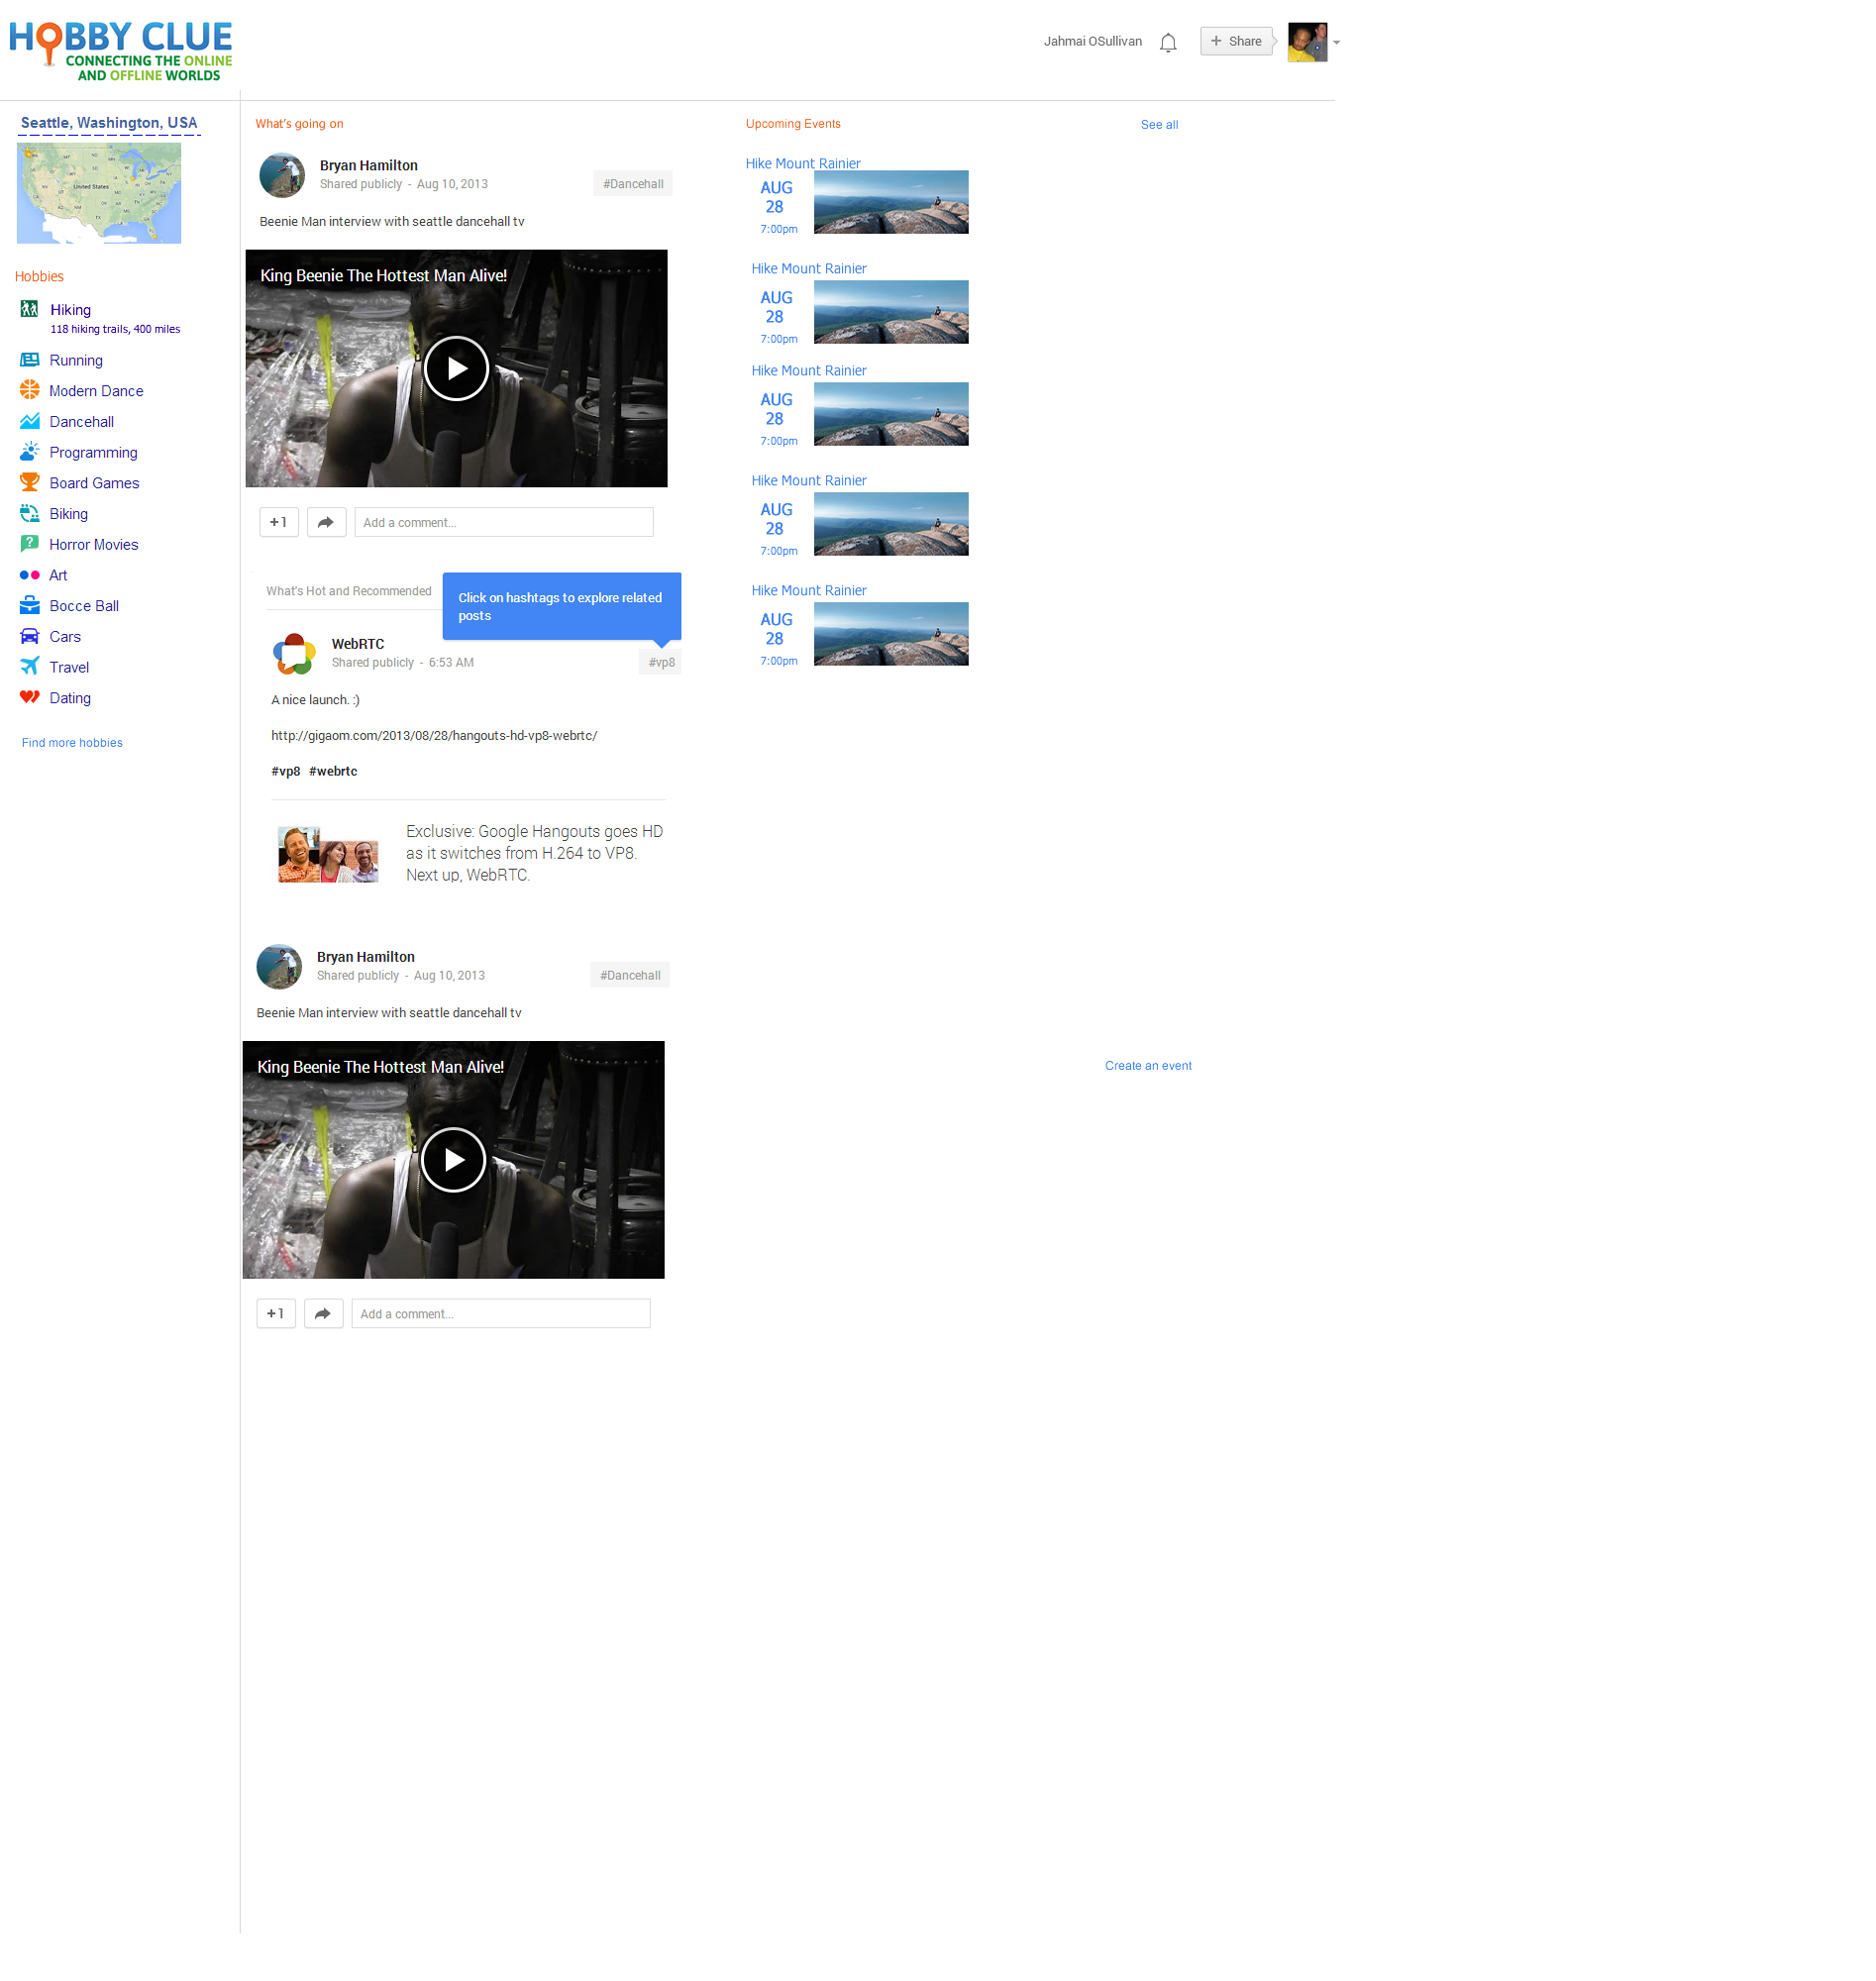 HOBBY CLUE
CONNECTING THE ONLINE
AND OFFLINE WORLDS
Jahmai OSullivan
+ Share
Seattle, Washington, USA
United States
Hobbies
Hiking
118 hiking trails, 400 miles
Running
Modern Dance
Dancehall
Programming
Board Games
Biking
Horror Movies
Art
Bocce Ball
Cars
Travel
Dating
Find more hobbies
What's going on
Bryan Hamilton
Shared publicly - Aug 10, 2013
#Dancehall
Beenie Man interview with seattle dancehall tv
King Beenie The Hottest Man Alive!
+1
Add a comment...
What's Hot and Recommended
Click on hashtags to explore related
posts
WebRTC
Shared publicly - 6:53 AM
#vp8
A nice launch. :)
http://gigaom.com/2013/08/28/hangouts-hd-vp8-webrtc/
#vp8 #webrtc
Exclusive: Google Hangouts goes HD
as it switches from H.264 to VP8.
Next up, WebRTC.
Bryan Hamilton
Shared publicly - Aug 10, 2013
#Dancehall
Beenie Man interview with seattle dancehall tv
King Beenie The Hottest Man Alive!
+1
Add a comment...
Upcoming Events
See all
Hike Mount Rainier
AUG
28
7:00pm
Hike Mount Rainier
AUG
28
7:00pm
Hike Mount Rainier
AUG
28
7:00pm
Hike Mount Rainier
AUG
28
7:00pm
Hike Mount Rainier
AUG
28
7:00pm
Create an event